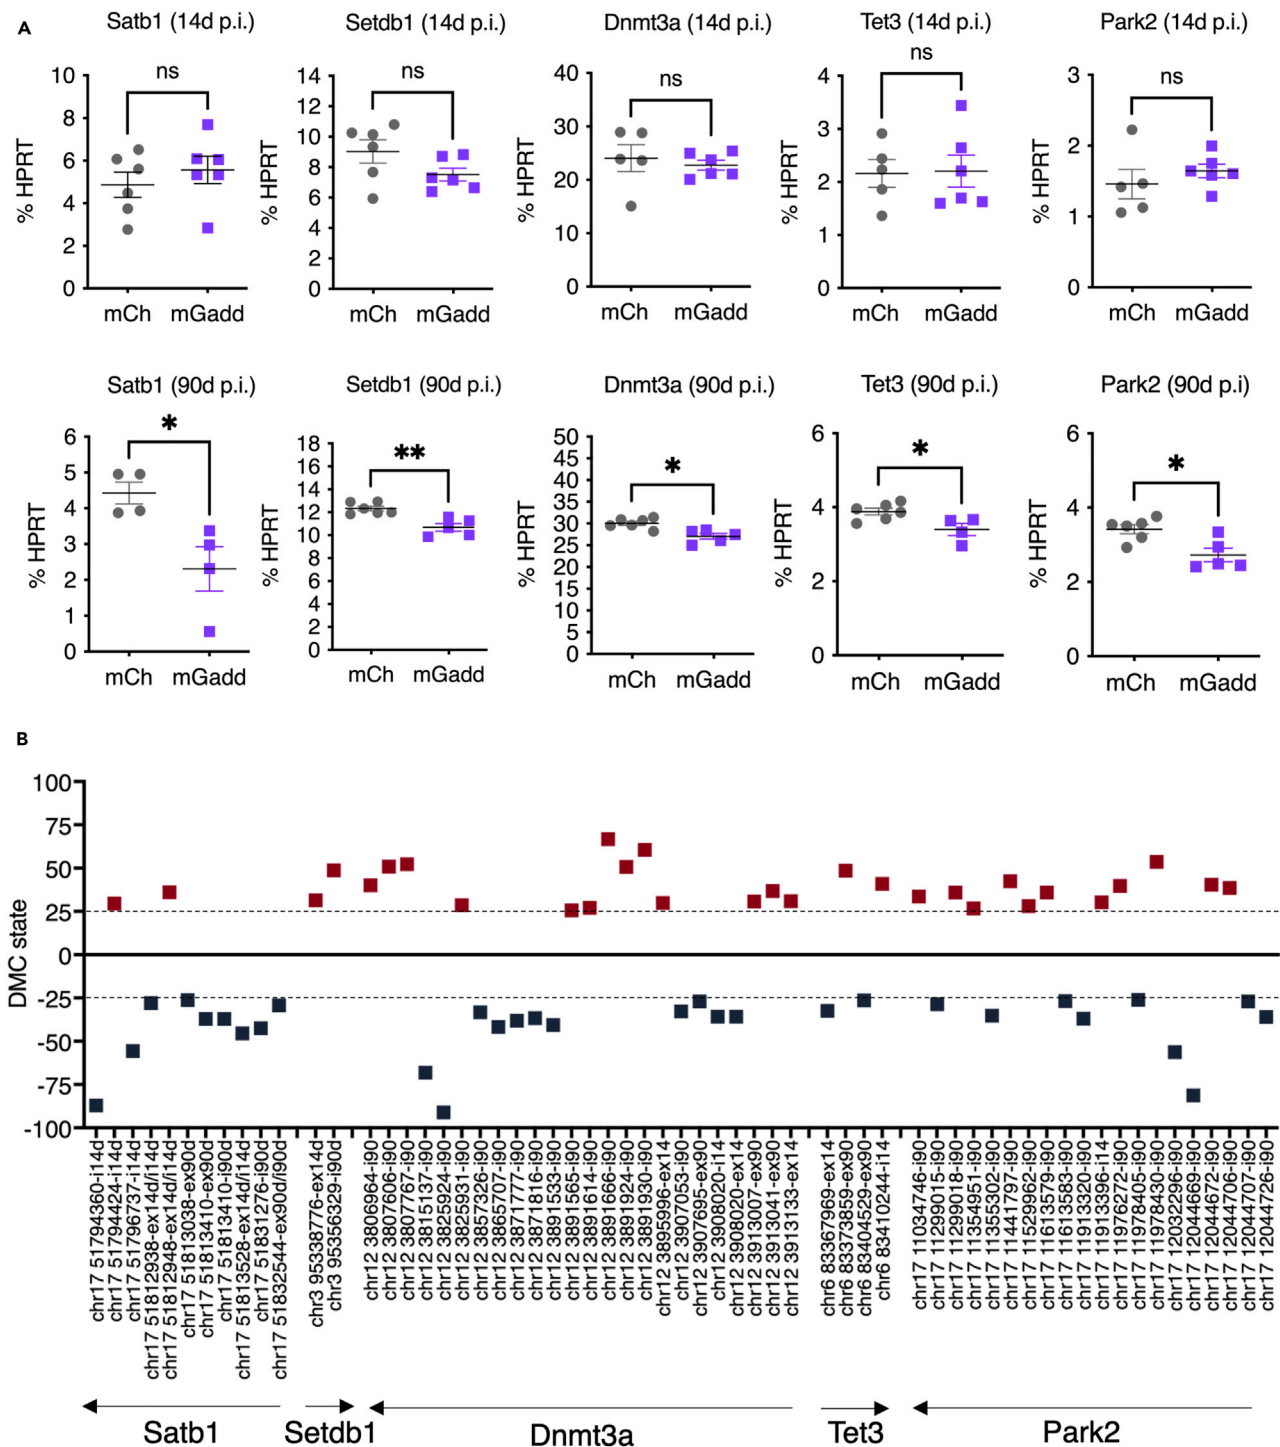 A
Satb1 (14d p.i.)
Setdb1 (14d p.i.)
Dnmt3a (14d p.i.)
Tet3 (14d p.i.)
Park2 (14d p.i.)
ns
ns
ns
ns
ns
% HPRT
10
8
6
4
2
0
mCh mGadd
% HPRT
14
12
10
8
6
4
2
0
mCh mGadd
% HPRT
40
30
20
10
0
mCh mGadd
% HPRT
4
3
2
1
0
mCh mGadd
% HPRT
3
2
1
0
mCh mGadd
Satb1 (90d p.i.)
Setdb1 (90d p.i.)
Dnmt3a (90d p.i.)
Tet3 (90d p.i.)
Park2 (90d p.i)
*
**
*
*
*
% HPRT
6
5
4
3
2
1
0
mCh mGadd
% HPRT
18
16
14
12
10
8
6
4
2
0
mCh mGadd
% HPRT
50
45
40
35
30
25
20
15
10
5
0
mCh mGadd
% HPRT
6
4
2
0
mCh mGadd
% HPRT
6
4
2
0
mCh mGadd
B
DMC state
100
75
50
25
0
-25
-50
-75
-100
chr17 51794360-i14d
chr17 51794424-i14d
chr17 51796737-i14d
chr17 51812938-ex14d/i14d
chr17 51812948-ex14d/i14d
chr17 51813038-ex90d
chr17 51813410-ex90d
chr17 51813410-i90d
chr17 51813528-ex14d/i14d
chr17 51831276-i90d
chr17 51832544-ex90d/i90d
chr3 95338776-ex14d
chr3 95356329-i90d
chr12 3806964-i90
chr12 3807606-i90
chr12 3807767-i90
chr12 3815137-i90
chr12 3825924-i90
chr12 3825931-i90
chr12 3857326-i90
chr12 3865707-i90
chr12 3871777-i90
chr12 3871816-i90
chr12 3891533-i90
chr12 3891565-i90
chr12 3891614-i90
chr12 3891666-i90
chr12 3891924-i90
chr12 3891930-i90
chr12 3895996-ex14
chr12 3907053-i90
chr12 3907695-ex90
chr12 3908020-i14
chr12 3908020-ex14
chr12 3913007-ex90
chr12 3913041-ex90
chr12 3913133-ex14
chr6 83367969-ex14
chr6 83373859-ex90
chr6 83404529-ex90
chr6 83410244-i14
chr17 11034746-i90
chr17 11299015-i90
chr17 11299018-i90
chr17 11354951-i90
chr17 11355302-i90
chr17 11441797-i90
chr17 11529962-i90
chr17 11613579-i90
chr17 11613583-i90
chr17 11913320-i90
chr17 11913396-i14
chr17 11976272-i90
chr17 11978405-i90
chr17 11978430-i90
chr17 12032296-i90
chr17 12044669-i90
chr17 12044672-i90
chr17 12044706-i90
chr17 12044707-i90
chr17 12044726-i90
Satb1
Setdb1
Dnmt3a
Tet3
Park2